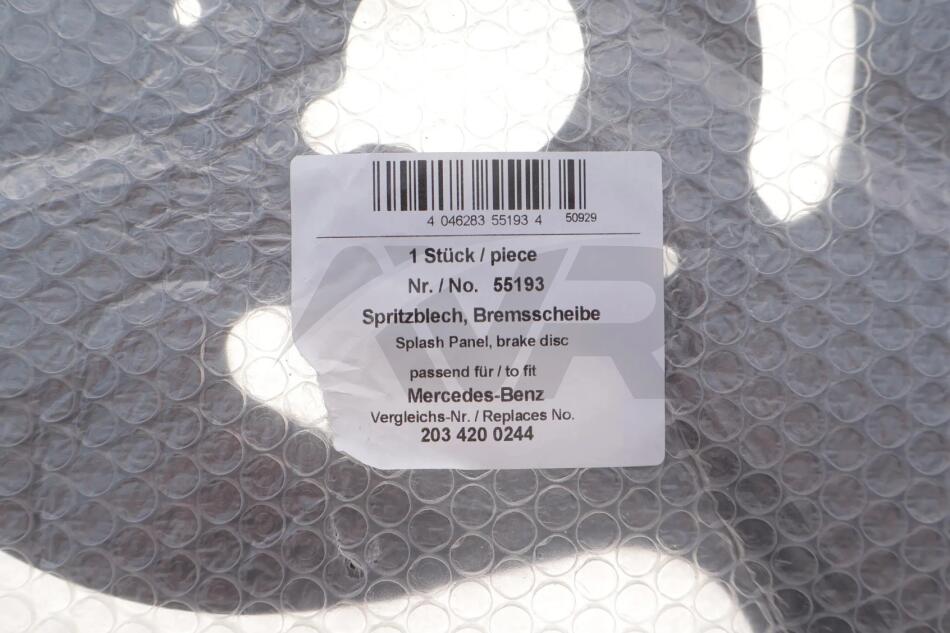 4 046283 55193 4 50929
1 Stück / piece
Nr. / No. 55193
Spritzblech, Bremsscheibe
Splash Panel, brake disc
passend für / to fit
Mercedes-Benz
Vergleichs-Nr. / Replaces No.
203 420 0244